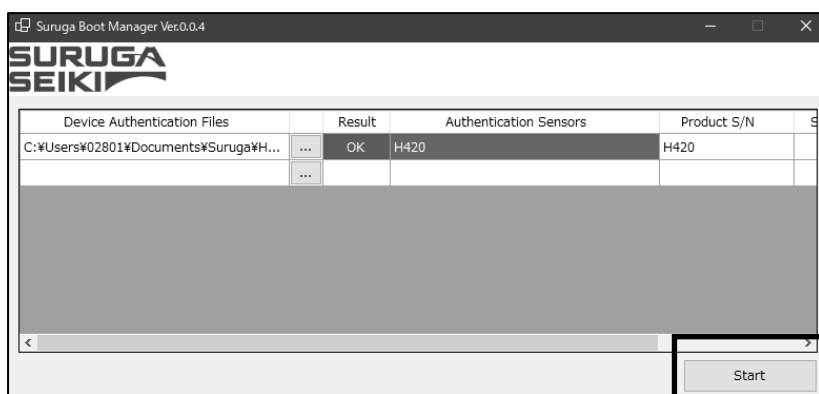 Suruga Boot Manager Ver.0.0.4
SURUGA
SEIKI
Device Authentication Files Result Authentication Sensors Product S/N S
C:¥Users¥02801¥Documents¥Suruga¥H... ... OK H420 H420
...
Start